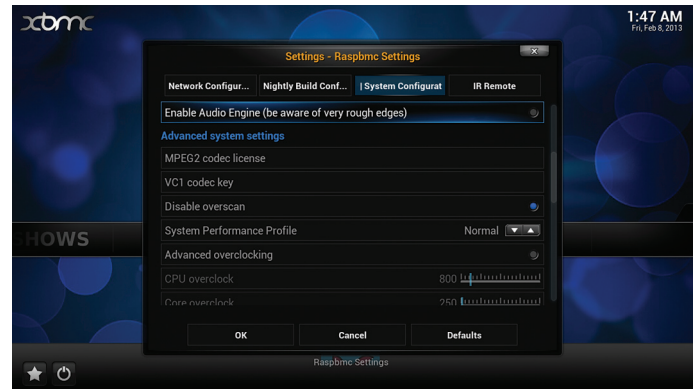 xbmc
1:47 AM
Fri, Feb 8, 2013
Settings - Raspbmc Settings
Network Configur... Nightly Build Conf... | System Configurat IR Remote
Enable Audio Engine (be aware of very rough edges)
Advanced system settings
MPEG2 codec license
VC1 codec key
Disable overscan
System Performance Profile Normal
Advanced overclocking
CPU overclock 800
Core overclock 250
SHOWS
OK Cancel Defaults
Raspbmc Settings